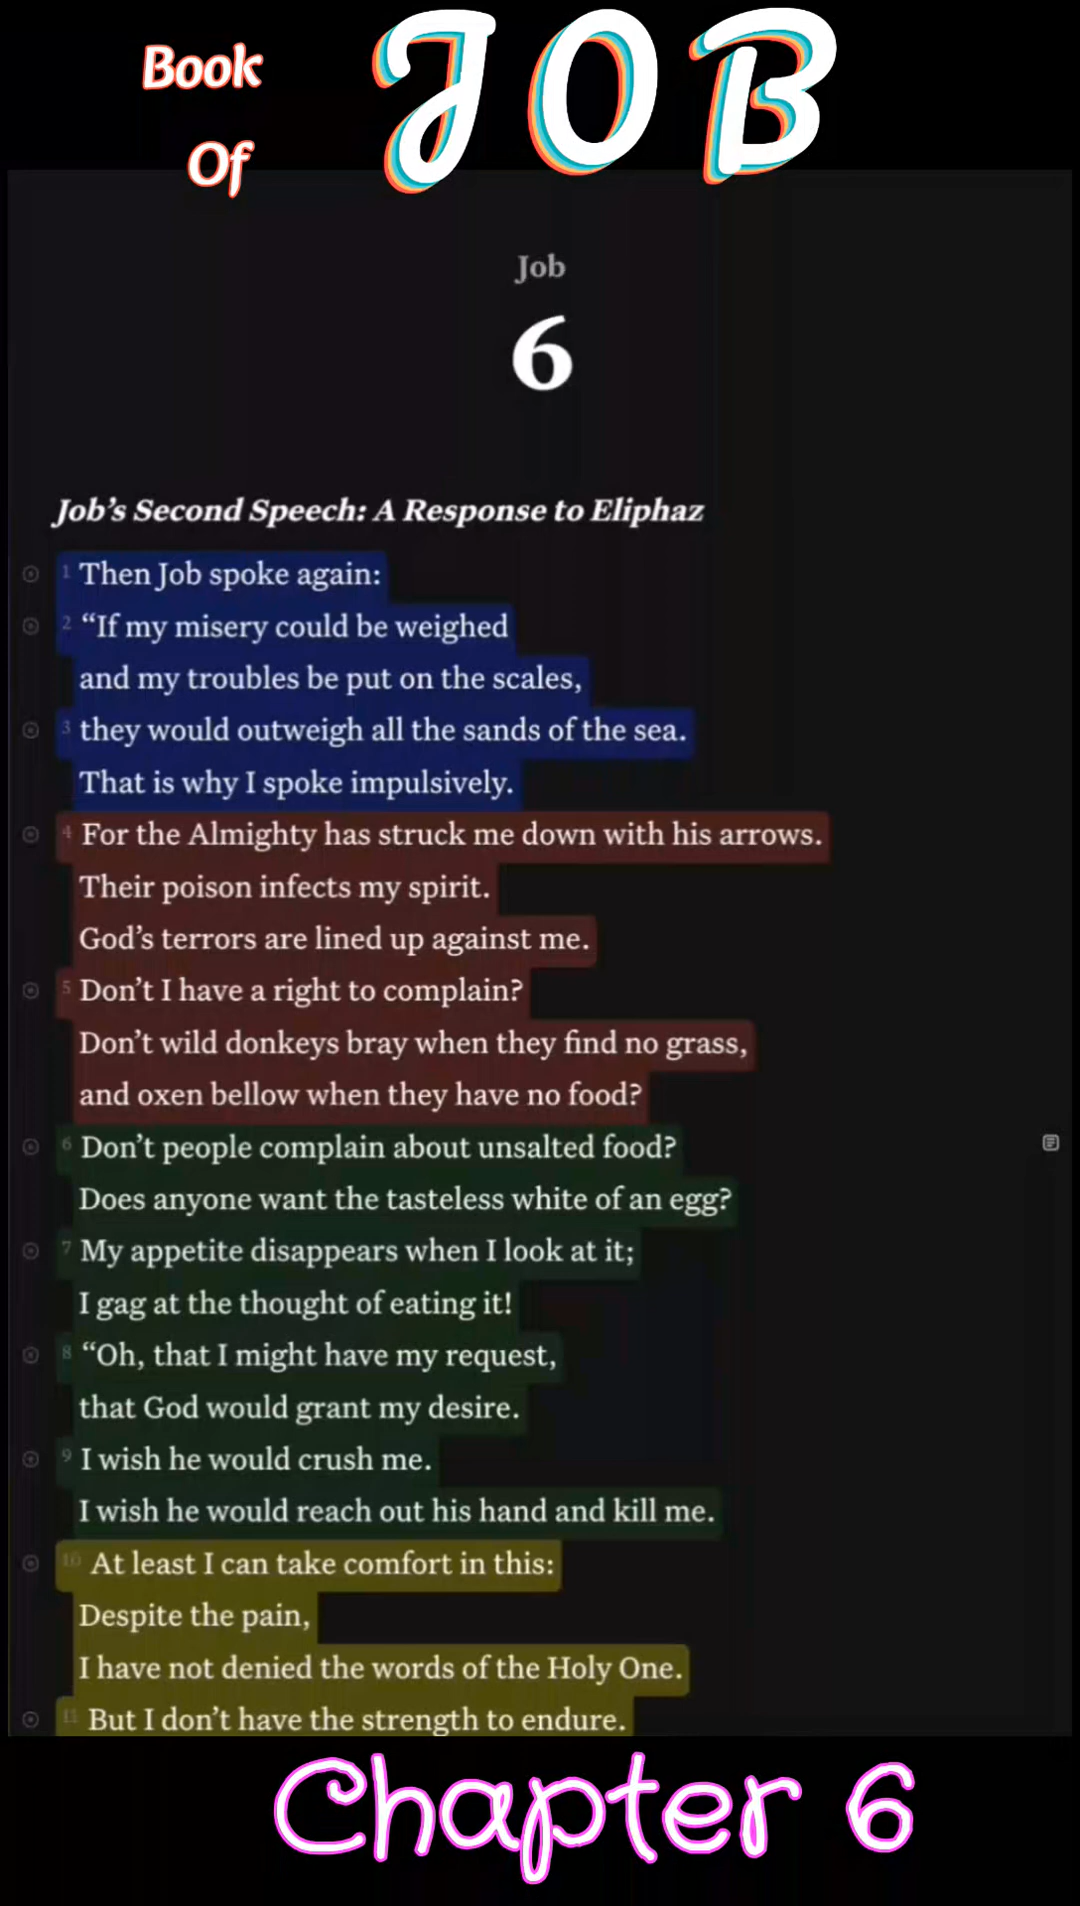 Book
Of
JOB
Job
6
Job’s Second Speech: A Response to Eliphaz
1 Then Job spoke again:
2 “If my misery could be weighed
and my troubles be put on the scales,
3 they would outweigh all the sands of the sea.
That is why I spoke impulsively.
4 For the Almighty has struck me down with his arrows.
Their poison infects my spirit.
God’s terrors are lined up against me.
5 Don’t I have a right to complain?
Don’t wild donkeys bray when they find no grass,
and oxen bellow when they have no food?
6 Don’t people complain about unsalted food?
Does anyone want the tasteless white of an egg?
7 My appetite disappears when I look at it;
I gag at the thought of eating it!
8 “Oh, that I might have my request,
that God would grant my desire.
9 I wish he would crush me.
I wish he would reach out his hand and kill me.
10 At least I can take comfort in this:
Despite the pain,
I have not denied the words of the Holy One.
11 But I don’t have the strength to endure.
Chapter 6